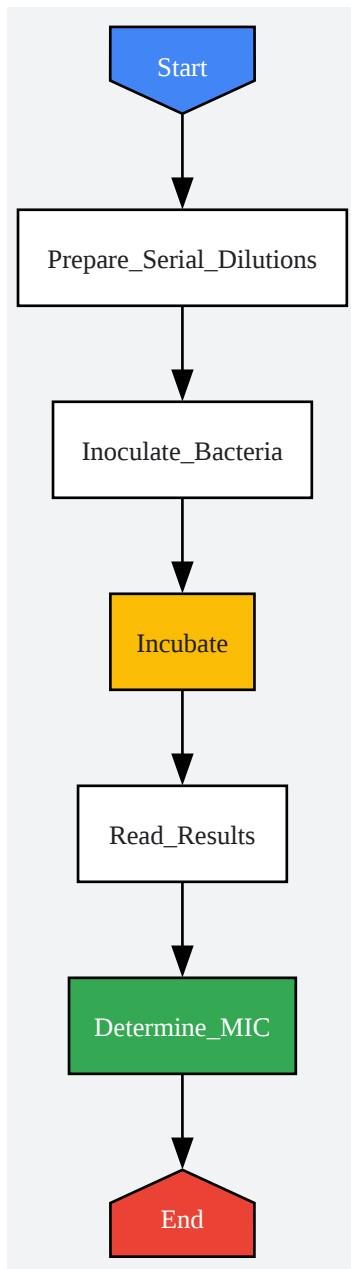 Start
Prepare_Serial_Dilutions
Inoculate_Bacteria
Incubate
Read_Results
Determine_MIC
End